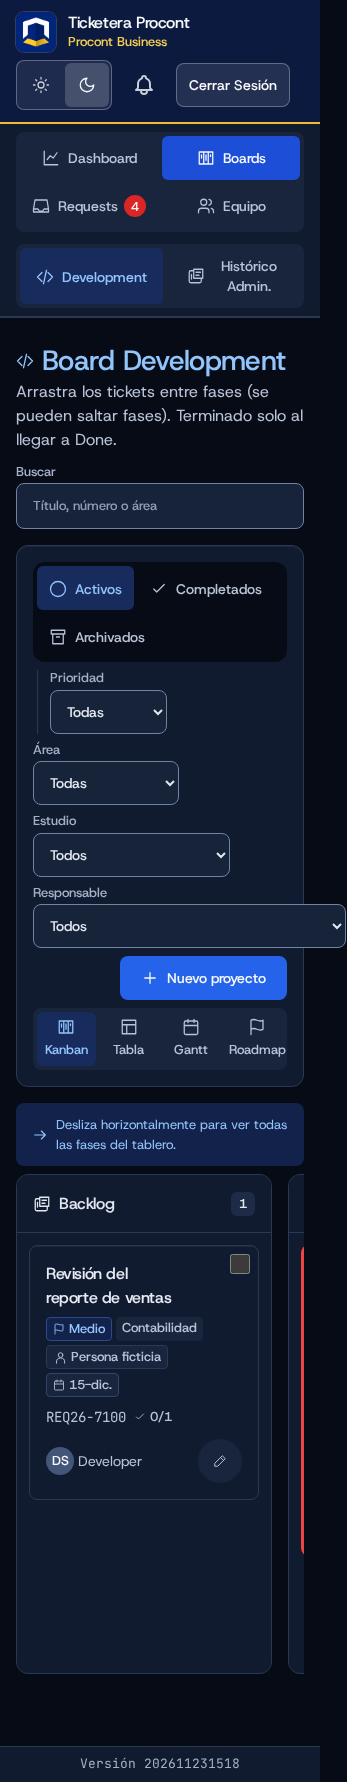 Ticketera Procont
Procont Business
Cerrar Sesión
Dashboard
Boards
Requests 4
Equipo
Development
Histórico
Admin.
Board Development
Arrastra los tickets entre fases (se
pueden saltar fases). Terminado solo al
llegar a Done.
Buscar
Título, número o área
Activos
Completados
Archivados
Prioridad
Todas
Área
Todas
Estudio
Todos
Responsable
Todos
Nuevo proyecto
Kanban
Tabla
Gantt
Roadmap
Desliza horizontalmente para ver todas
las fases del tablero.
Backlog 1
Revisión del
reporte de ventas
Medio Contabilidad
Persona ficticia
15-dic.
REQ26-7100 0/1
DS Developer
Versión 202611231518